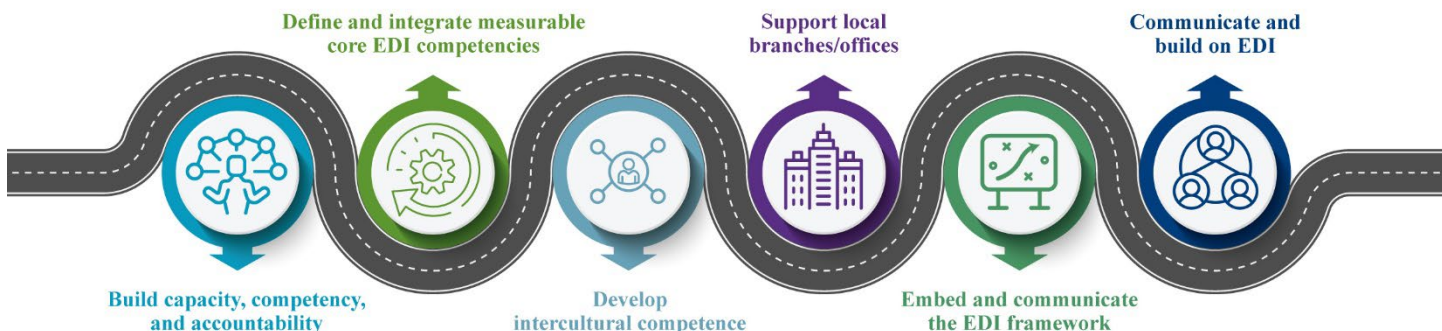 Define and integrate measurable
core EDI competencies
Support local
branches/offices
Communicate and
build on EDI
Build capacity, competency,
and accountability
Develop
intercultural competence
Embed and communicate
the EDI framework